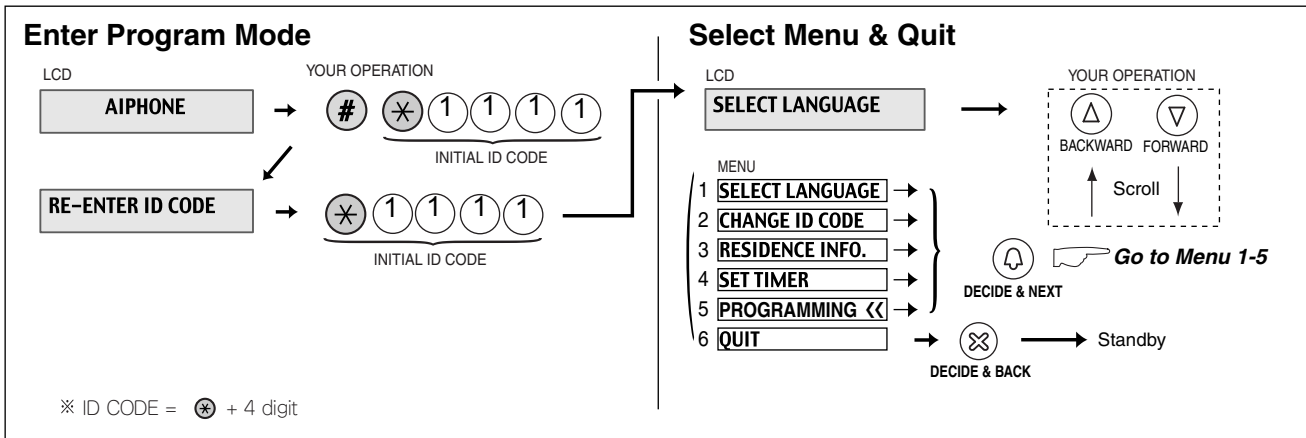 Enter Program Mode
LCD
YOUR OPERATION
AIPHONE
# * 1 1 1 1
INITIAL ID CODE
RE-ENTER ID CODE
* 1 1 1 1
INITIAL ID CODE
※ ID CODE = * + 4 digit
Select Menu & Quit
LCD
YOUR OPERATION
SELECT LANGUAGE
BACKWARD FORWARD
Scroll
MENU
1 SELECT LANGUAGE
2 CHANGE ID CODE
3 RESIDENCE INFO.
4 SET TIMER
5 PROGRAMMING ‹‹
6 QUIT
Go to Menu 1-5
DECIDE & NEXT
Standby
DECIDE & BACK